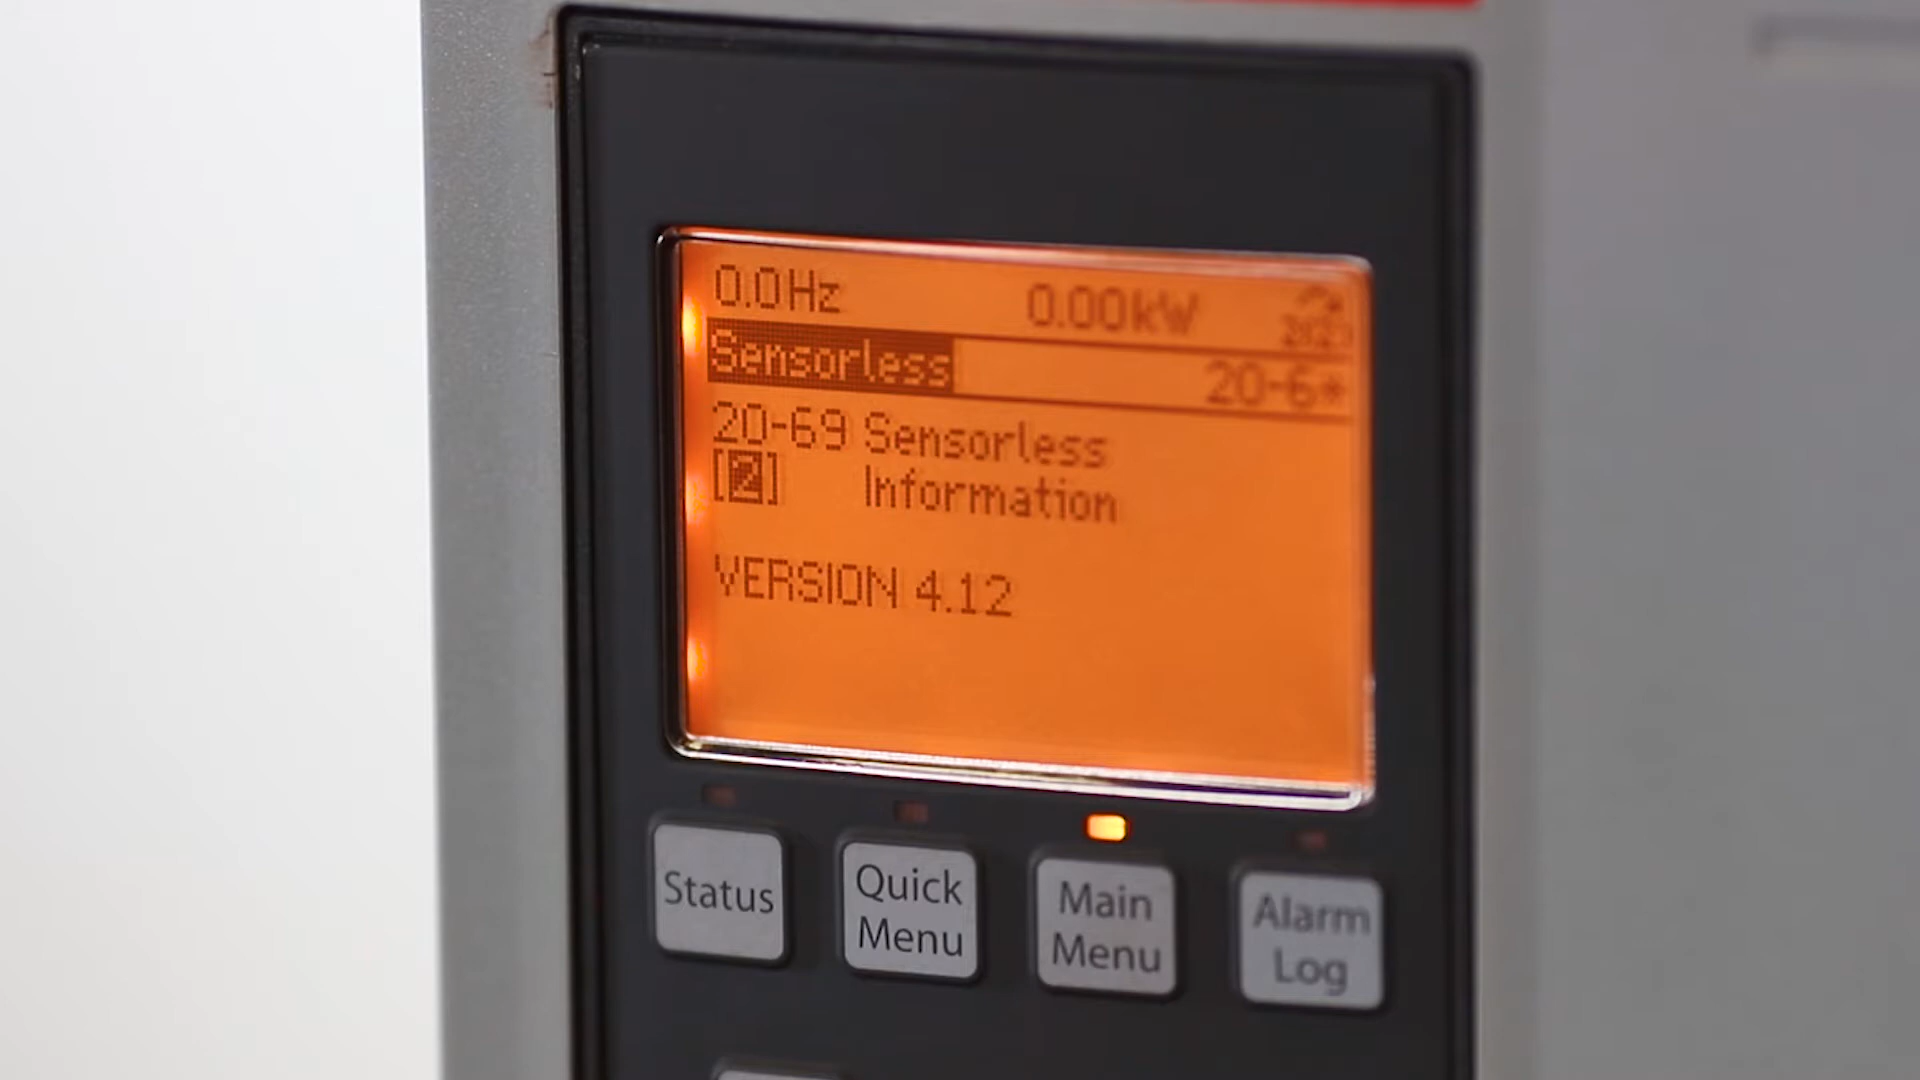 0.0Hz 0.00kW
Sensorless 20-6*
20-69 Sensorless
[2] Information
VERSION 4.12
Status
Quick Menu
Main Menu
Alarm Log